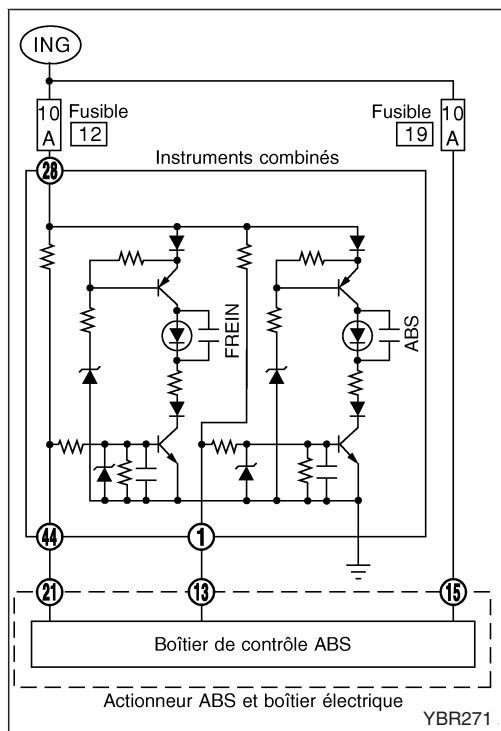 ING
10
A
Fusible
12
Fusible
19
10
A
Instruments combinés
28
FREIN
ABS
44
1
21
13
15
Boîtier de contrôle ABS
Actionneur ABS et boîtier électrique
YBR271